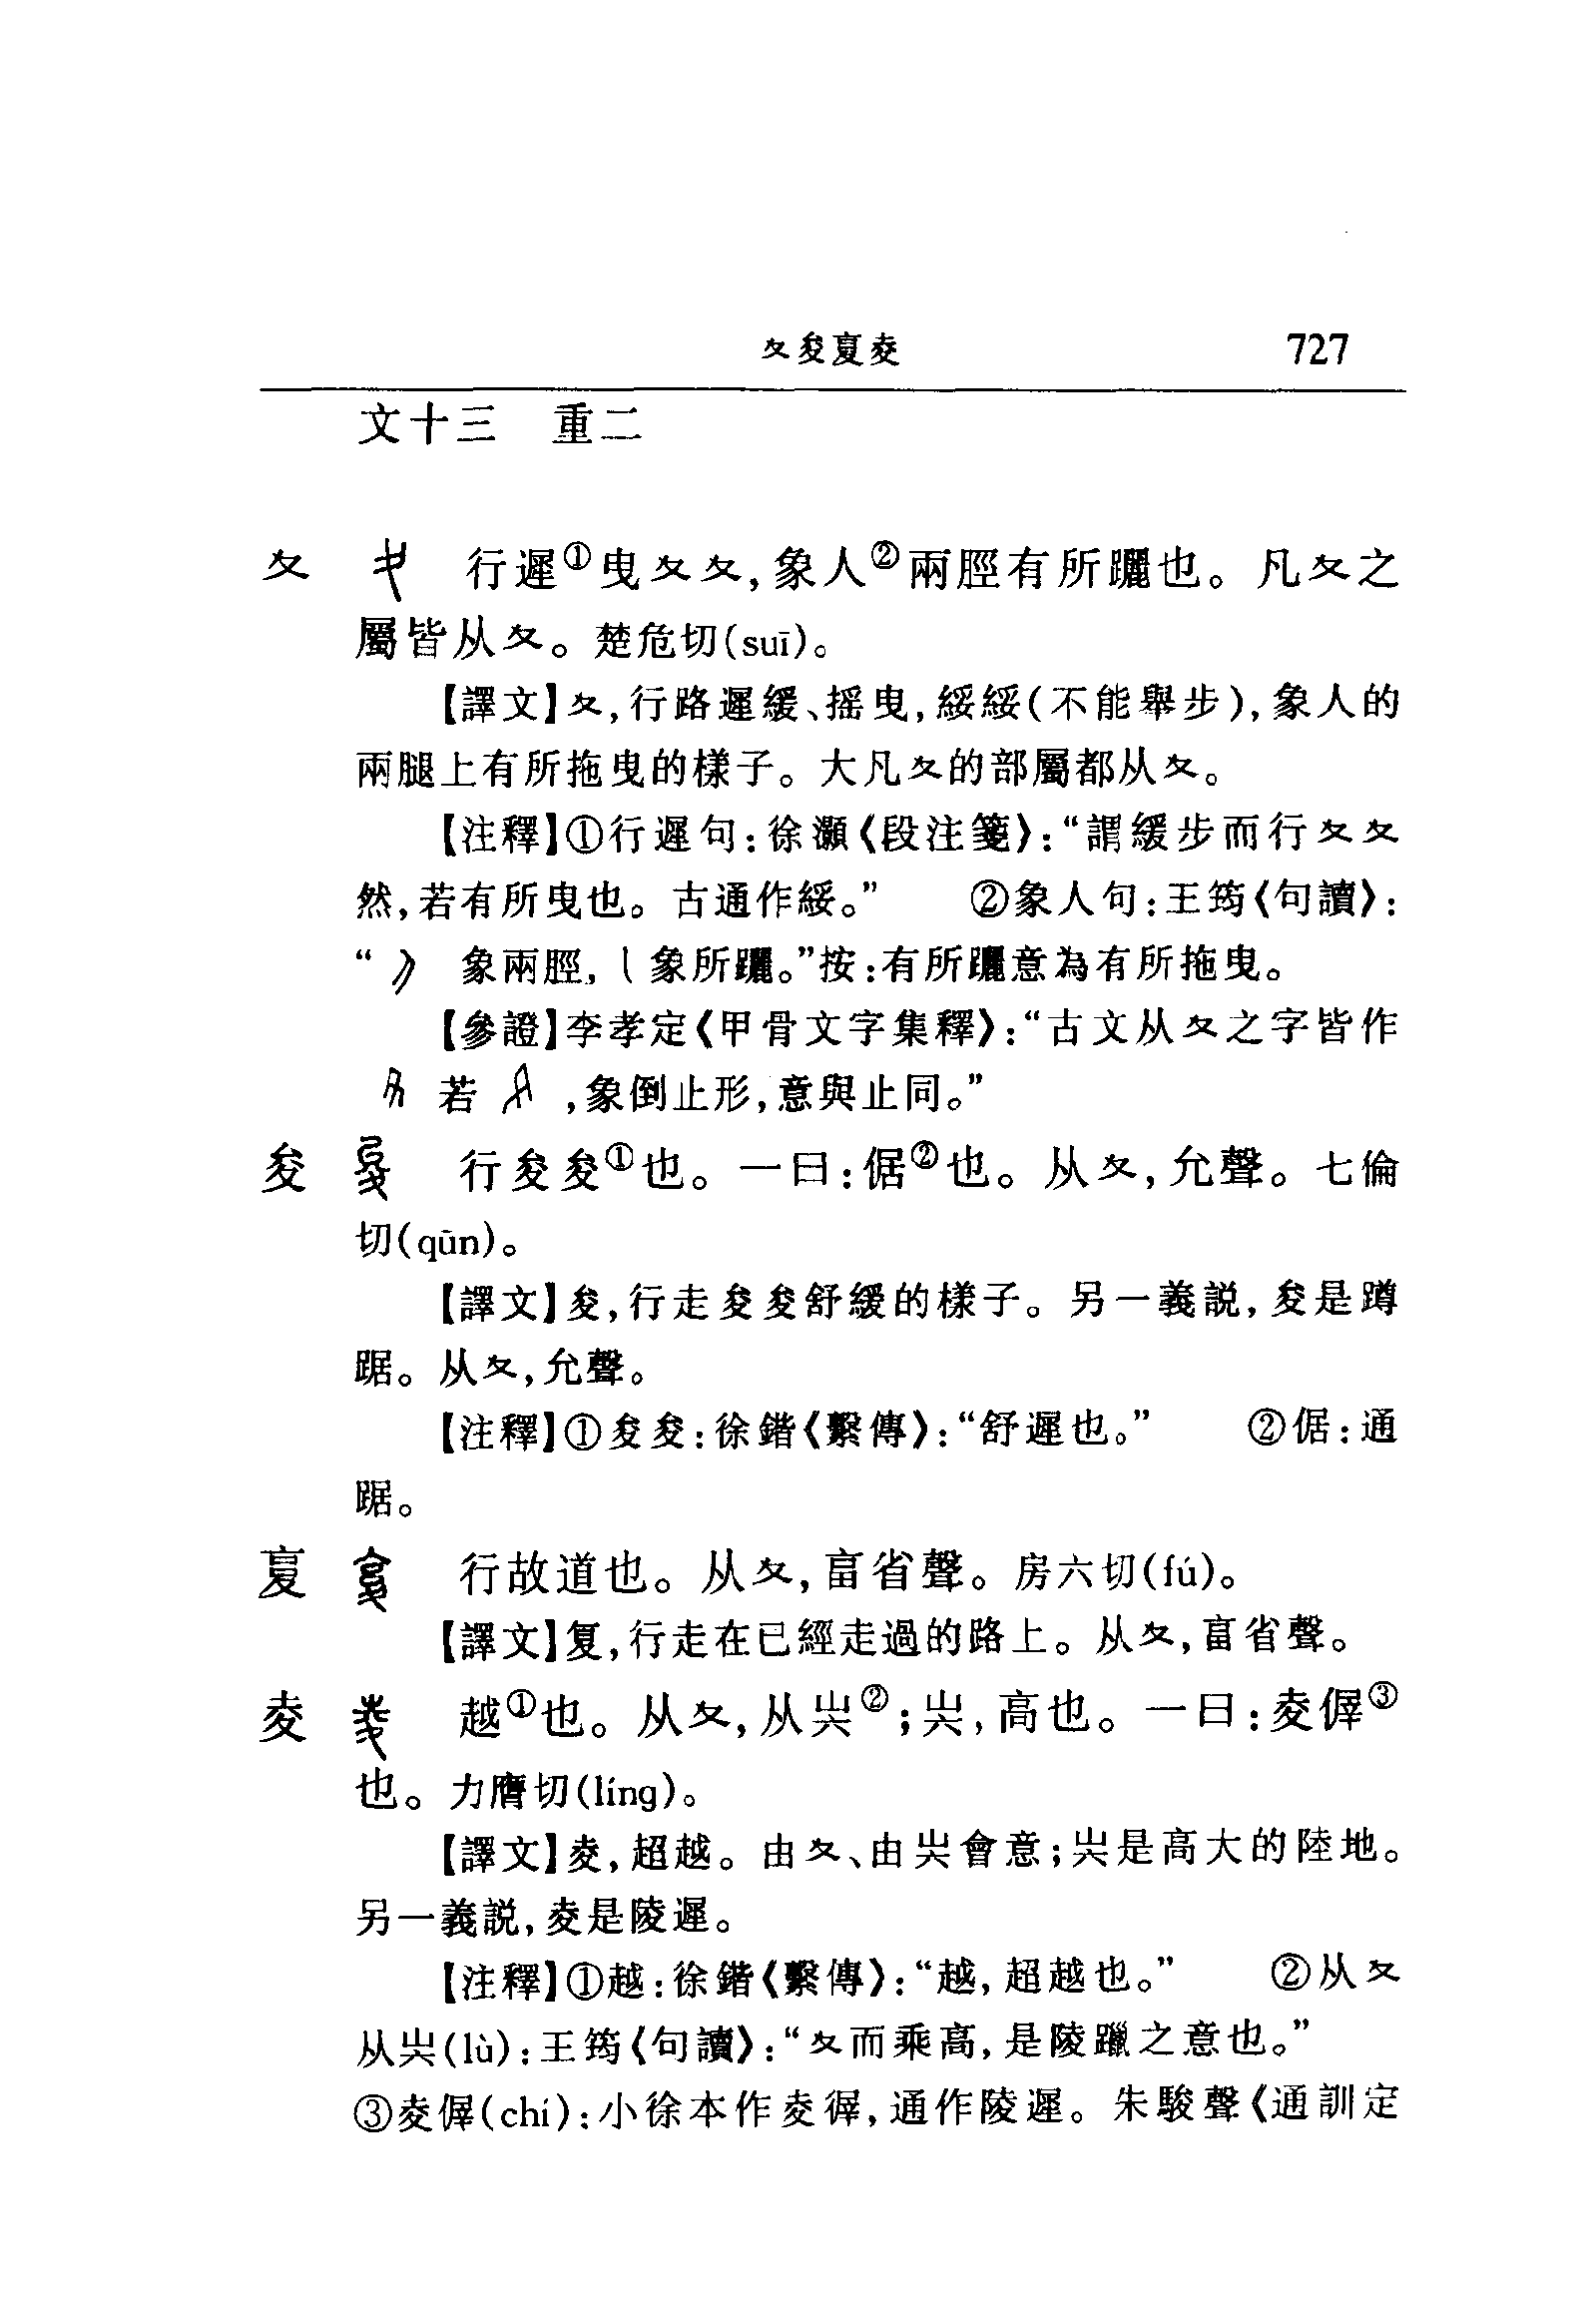 夊夋夏夌 727
文十三 重二
夊 行遲①曳夊夊,象人②兩脛有所躧也。凡夊之
屬皆从夊。楚危切(suī)。
【譯文】夊,行路遲緩、摇曳,綏綏(不能舉步),象人的
兩腿上有所拖曳的樣子。大凡夊的部屬都从夊。
【注釋】①行遲句:徐灝《段注箋》:“謂緩步而行夊夊
然,若有所曳也。古通作綏。” ②象人句:王筠《句讀》:
“ 象兩脛,㇏象所躧。”按:有所躧意為有所拖曳。
【參證】李孝定《甲骨文字集釋》:“古文从夊之字皆作
若 ,象倒止形,意與止同。”
夋 行夋夋①也。一曰:倨②也。从夊,允聲。七倫
切(qūn)。
【譯文】夋,行走夋夋舒緩的樣子。另一義説,夋是蹲
踞。从夊,允聲。
【注釋】①夋夋:徐鍇《繫傳》:“舒遲也。” ②倨:通
踞。
夏 行故道也。从夊,畗省聲。房六切(fú)。
【譯文】复,行走在已經走過的路上。从夊,畗省聲。
夌 越①也。从夊,从㞷②;㞷,高也。一曰:夌𠊴③
也。力膺切(líng)。
【譯文】夌,超越。由夊、由㞷會意;㞷是高大的陸地。
另一義説,夌是陵遲。
【注釋】①越:徐鍇《繫傳》:“越,超越也。” ②从夊
从㞷(lù):王筠《句讀》:“夊而乘高,是陵躐之意也。”
③夌𠊴(chí):小徐本作夌徲,通作陵遲。朱駿聲《通訓定